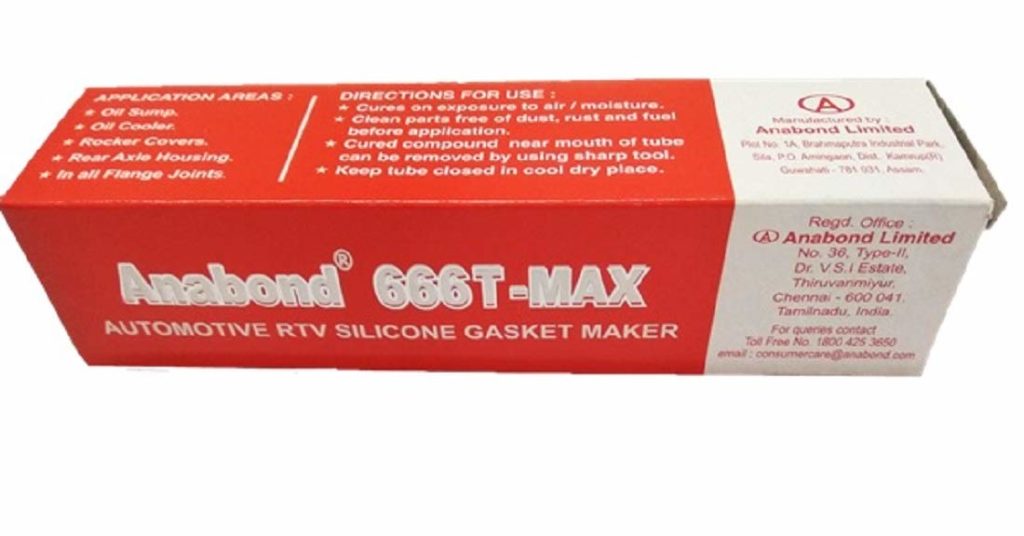 APPLICATION AREAS :
★ Oil Sump.
★ Oil Cooler.
★ Rocker Covers.
★ Rear Axle Housing.
★ In all Flange Joints.
DIRECTIONS FOR USE :
★ Cures on exposure to air / moisture.
★ Clean parts free of dust, rust and fuel
before application.
★ Cured compound near mouth of tube
can be removed by using sharp tool.
★ Keep tube closed in cool dry place.
A
Manufactured by :
Anabond Limited
Plot No. 1A, Brahmaputra Industrial Park,
Sila, P.O. Amingaon, Dist. Kamrup(R)
Guwahati - 781 031, Assam.
Anabond® 666T-MAX
AUTOMOTIVE RTV SILICONE GASKET MAKER
Regd. Office :
A Anabond Limited
No. 36, Type-II,
Dr. V.S.I Estate,
Thiruvanmiyur,
Chennai - 600 041.
Tamilnadu, India.
For queries contact
Toll Free No. 1800 425 3650
email : consumercare@anabond.com